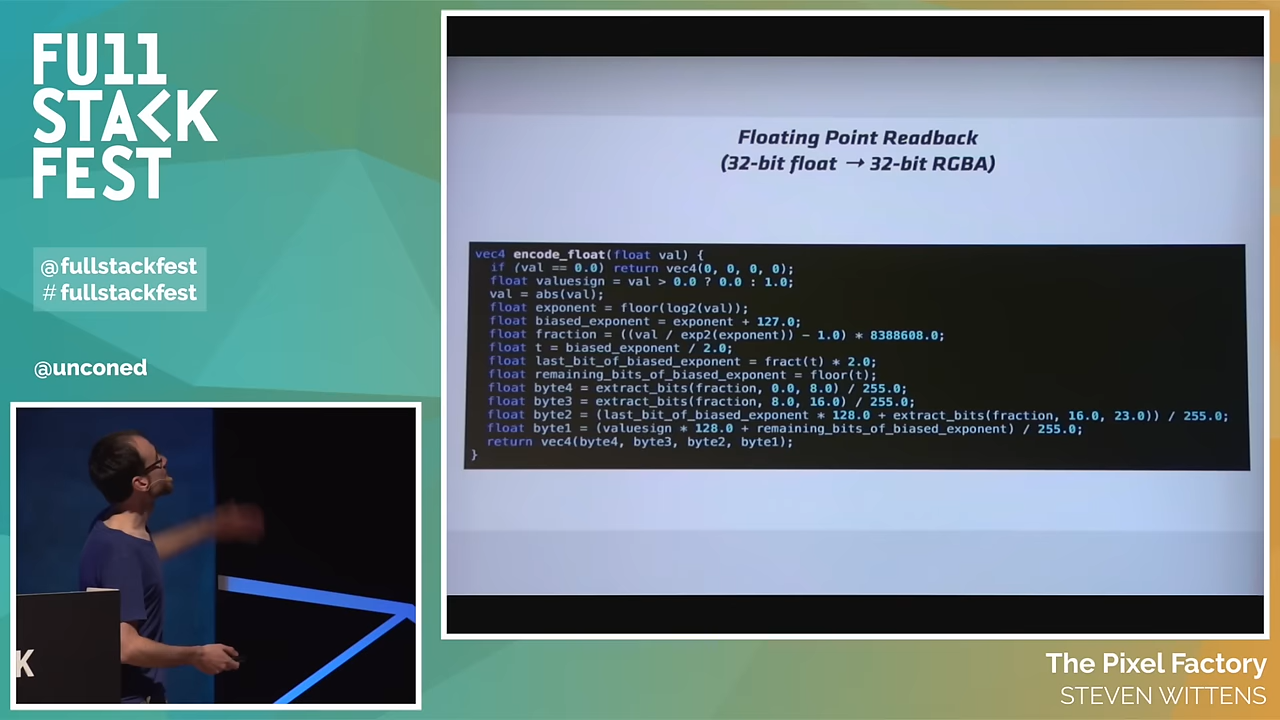 FU11
STACK
FEST
@fullstackfest
# fullstackfest
@unconed
K
Floating Point Readback
(32-bit float → 32-bit RGBA)
vec4 encode_float(float val) {
if (val == 0.0) return vec4(0, 0, 0, 0);
float valuesign = val > 0.0 ? 0.0 : 1.0;
val = abs(val);
float exponent = floor(log2(val));
float biased_exponent = exponent + 127.0;
float fraction = ((val / exp2(exponent)) - 1.0) * 8388608.0;
float t = biased_exponent / 2.0;
float last_bit_of_biased_exponent = fract(t) * 2.0;
float remaining_bits_of_biased_exponent = floor(t);
float byte4 = extract_bits(fraction, 0.0, 8.0) / 255.0;
float byte3 = extract_bits(fraction, 8.0, 16.0) / 255.0;
float byte2 = (last_bit_of_biased_exponent * 128.0 + extract_bits(fraction, 16.0, 23.0)) / 255.0;
float byte1 = (valuesign * 128.0 + remaining_bits_of_biased_exponent) / 255.0;
return vec4(byte4, byte3, byte2, byte1);
}
The Pixel Factory
STEVEN WITTENS